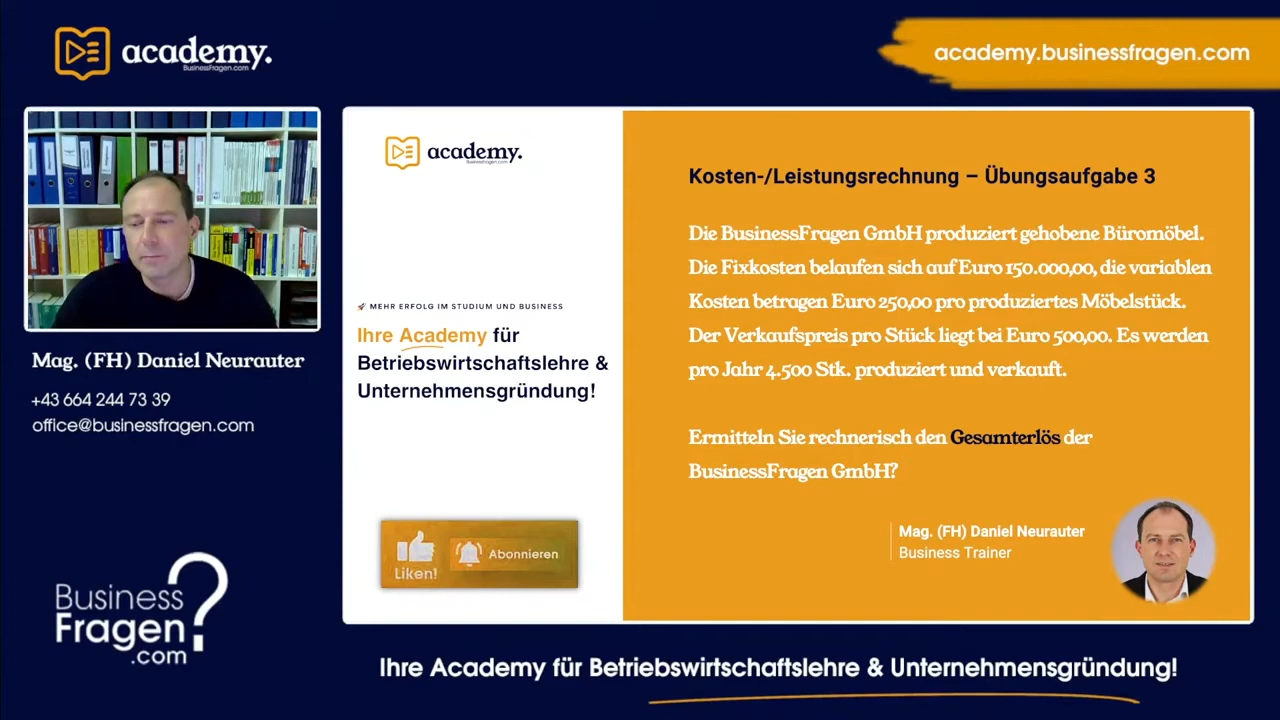 academy.
BusinessFragen.com
academy.businessfragen.com
Mag. (FH) Daniel Neurauter
+43 664 244 73 39
office@businessfragen.com
Business
Fragen?
.com
academy.
BusinessFragen.com
🚀 MEHR ERFOLG IM STUDIUM UND BUSINESS
Ihre Academy für
Betriebswirtschaftslehre &
Unternehmensgründung!
Liken!
Abonnieren
Kosten-/Leistungsrechnung – Übungsaufgabe 3
Die BusinessFragen GmbH produziert gehobene Büromöbel.
Die Fixkosten belaufen sich auf Euro 150.000,00, die variablen
Kosten betragen Euro 250,00 pro produziertes Möbelstück.
Der Verkaufspreis pro Stück liegt bei Euro 500,00. Es werden
pro Jahr 4.500 Stk. produziert und verkauft.
Ermitteln Sie rechnerisch den Gesamterlös der
BusinessFragen GmbH?
Mag. (FH) Daniel Neurauter
Business Trainer
Ihre Academy für Betriebswirtschaftslehre & Unternehmensgründung!